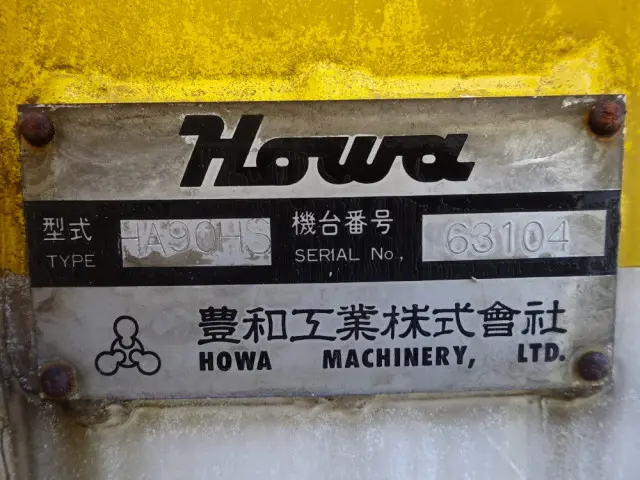 Howa
型式 HA90HS 機台番号 63104
TYPE SERIAL No,
豊和工業株式會社
HOWA MACHINERY, LTD.